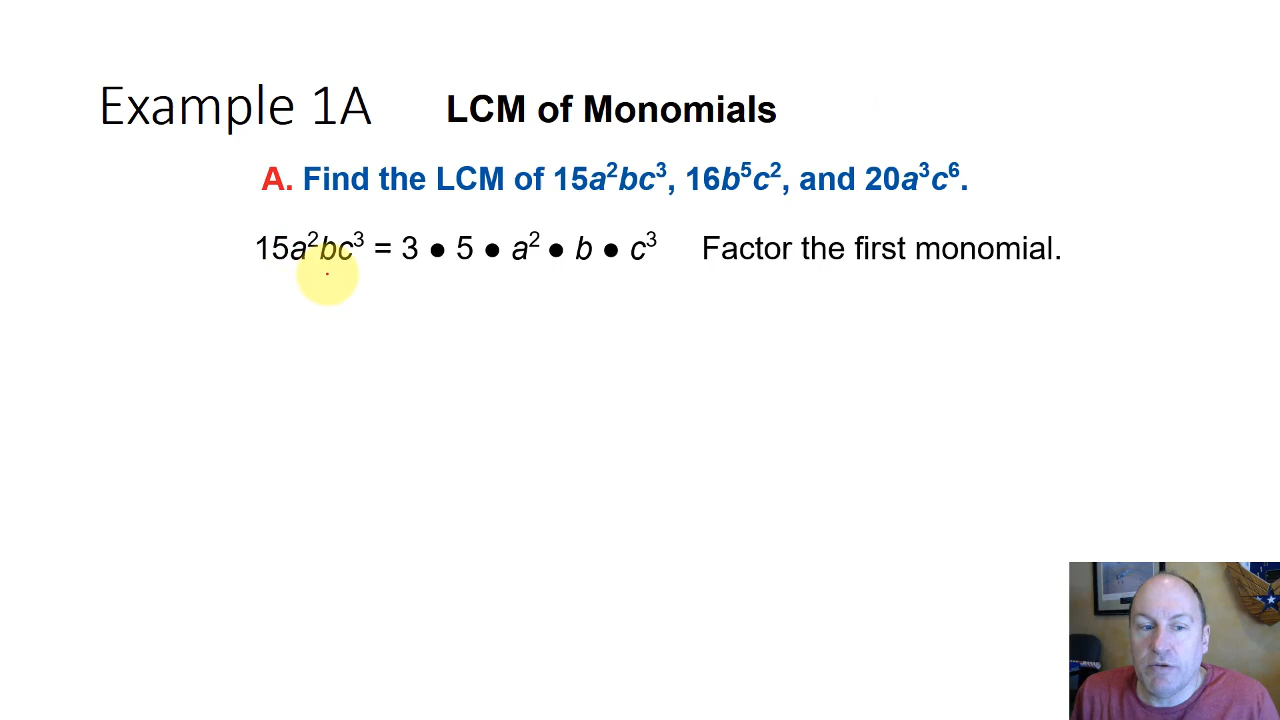 Example 1A LCM of Monomials
A. Find the LCM of 15a²bc³, 16b⁵c², and 20a³c⁶.
15a²bc³ = 3 ● 5 ● a² ● b ● c³ Factor the first monomial.